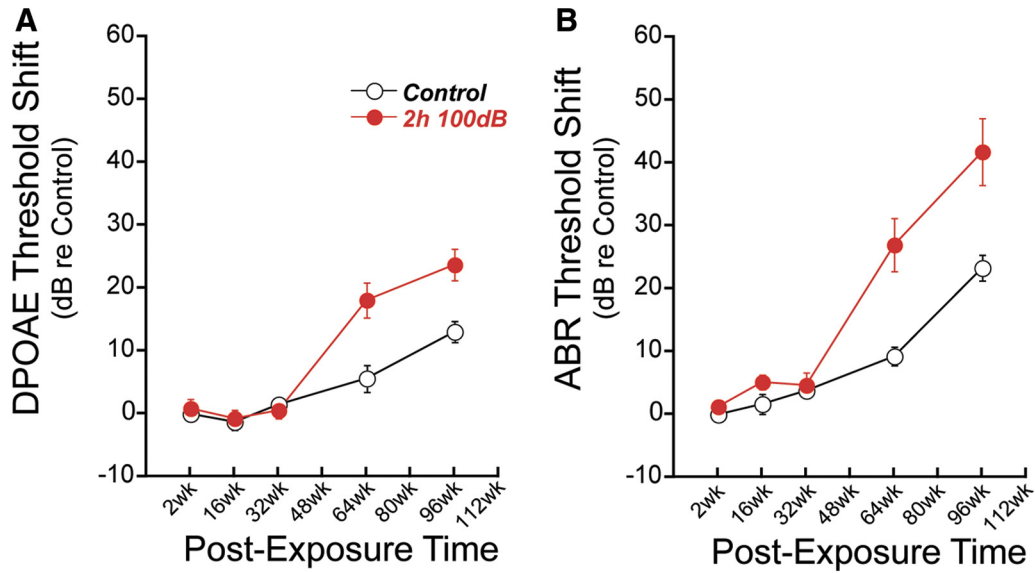 A
DPOAE Threshold Shift
(dB re Control)
60
50
40
30
20
10
0
-10
Control
2h 100dB
2wk
16wk
32wk
48wk
64wk
80wk
96wk
112wk
Post-Exposure Time
B
ABR Threshold Shift
(dB re Control)
60
50
40
30
20
10
0
-10
2wk
16wk
32wk
48wk
64wk
80wk
96wk
112wk
Post-Exposure Time